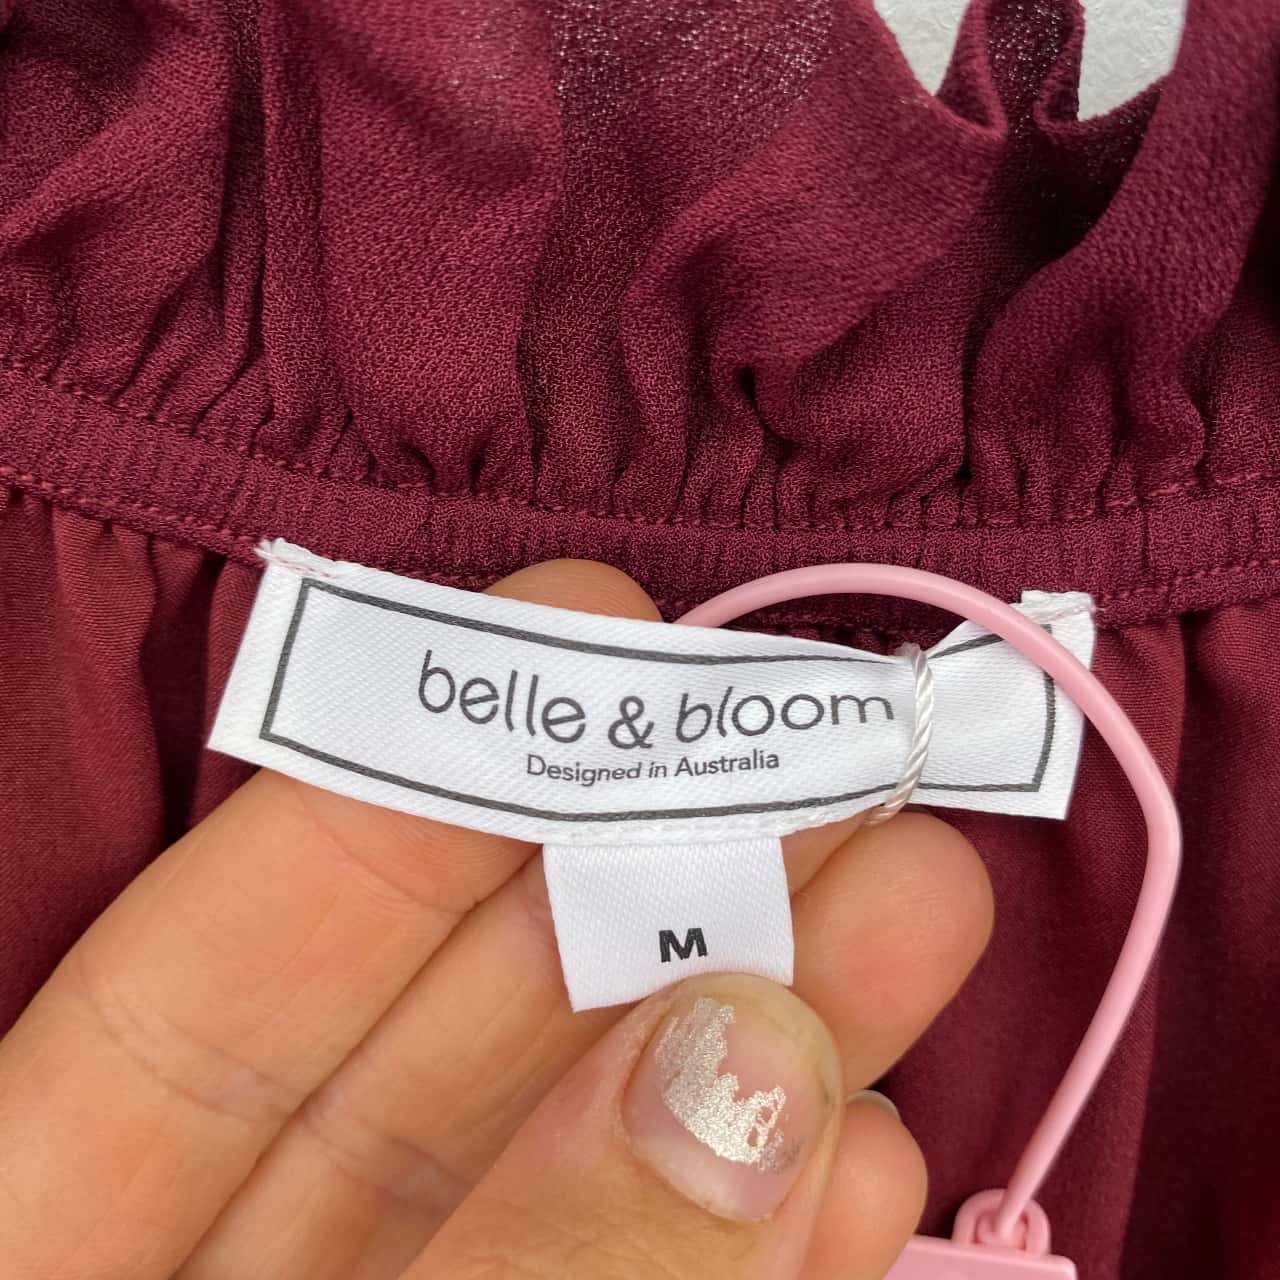 belle & bloom
Designed in Australia
M